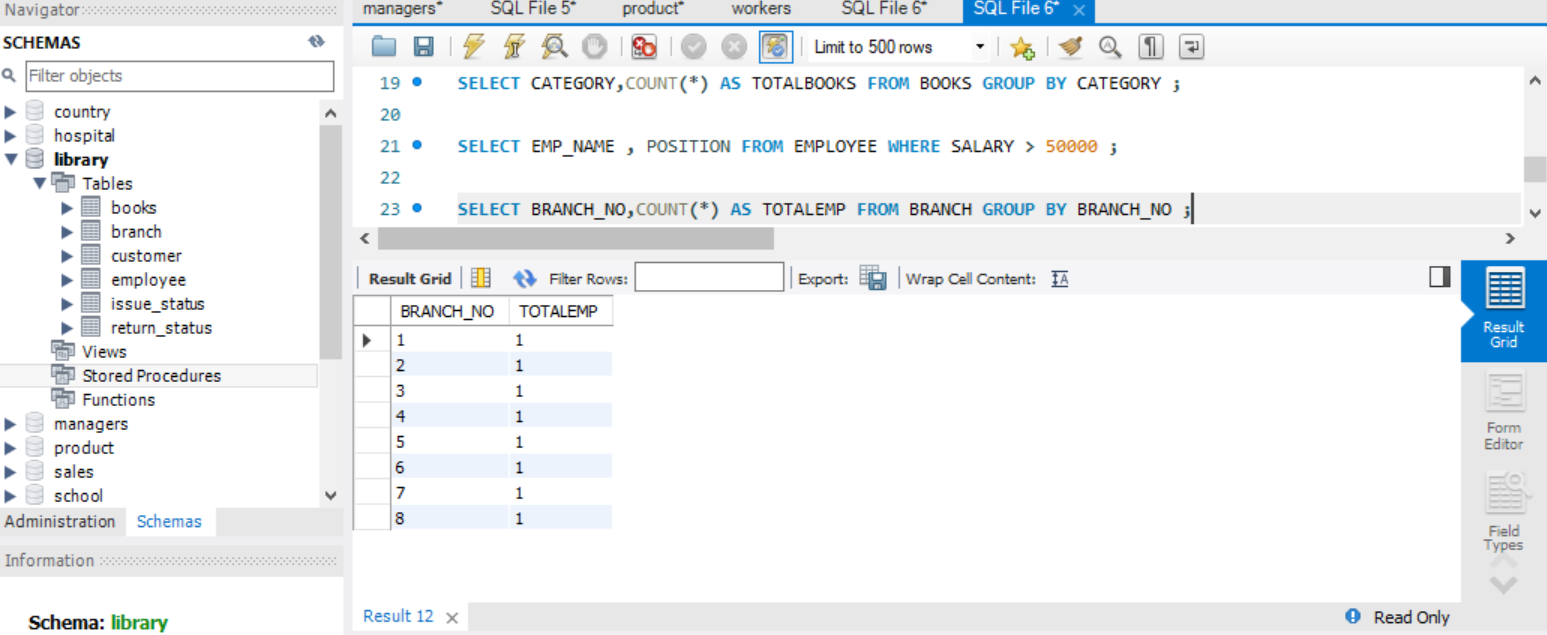 Navigator
SCHEMAS
Filter objects
country
hospital
library
Tables
books
branch
customer
employee
issue_status
return_status
Views
Stored Procedures
Functions
managers
product
sales
school
Administration Schemas
Information
Schema: library
managers* SQL File 5* product* workers SQL File 6* SQL File 6*
Limit to 500 rows
19 SELECT CATEGORY,COUNT(*) AS TOTALBOOKS FROM BOOKS GROUP BY CATEGORY ;
20
21 SELECT EMP_NAME , POSITION FROM EMPLOYEE WHERE SALARY > 50000 ;
22
23 SELECT BRANCH_NO,COUNT(*) AS TOTALEMP FROM BRANCH GROUP BY BRANCH_NO ;
Result Grid Filter Rows: Export: Wrap Cell Content: IA
BRANCH_NO TOTALEMP
1 1
2 1
3 1
4 1
5 1
6 1
7 1
8 1
Result
Grid
Form
Editor
Field
Types
Result 12
Read Only